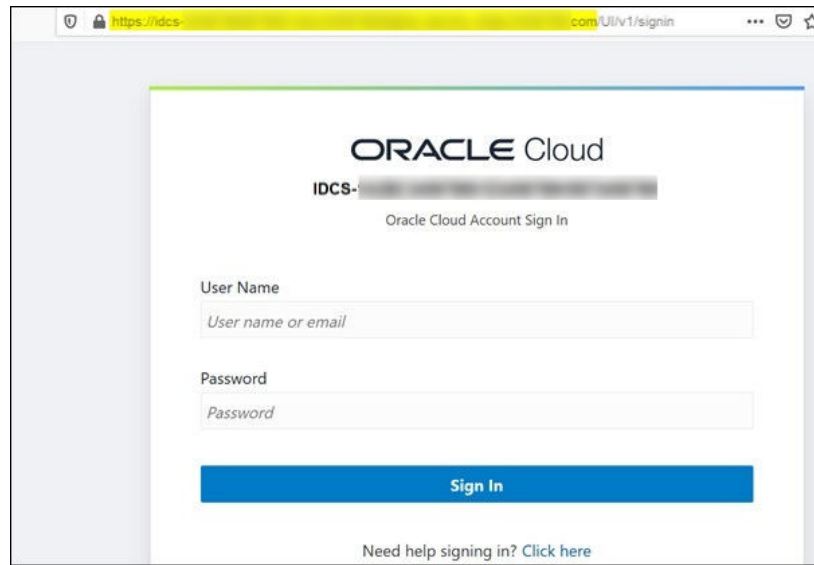 https://idcs- com/UI/v1/signin
ORACLE Cloud
IDCS-
Oracle Cloud Account Sign In
User Name
User name or email
Password
Password
Sign In
Need help signing in? Click here